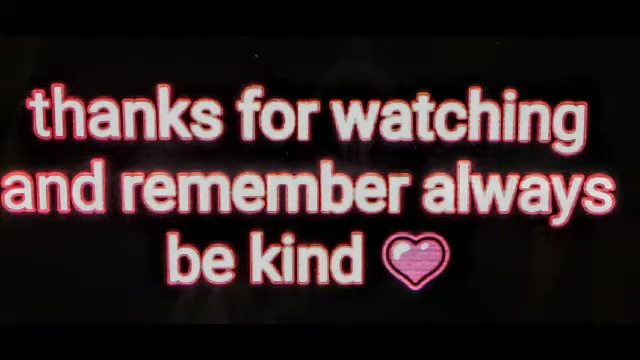 thanks for watching
and remember always
be kind 💗